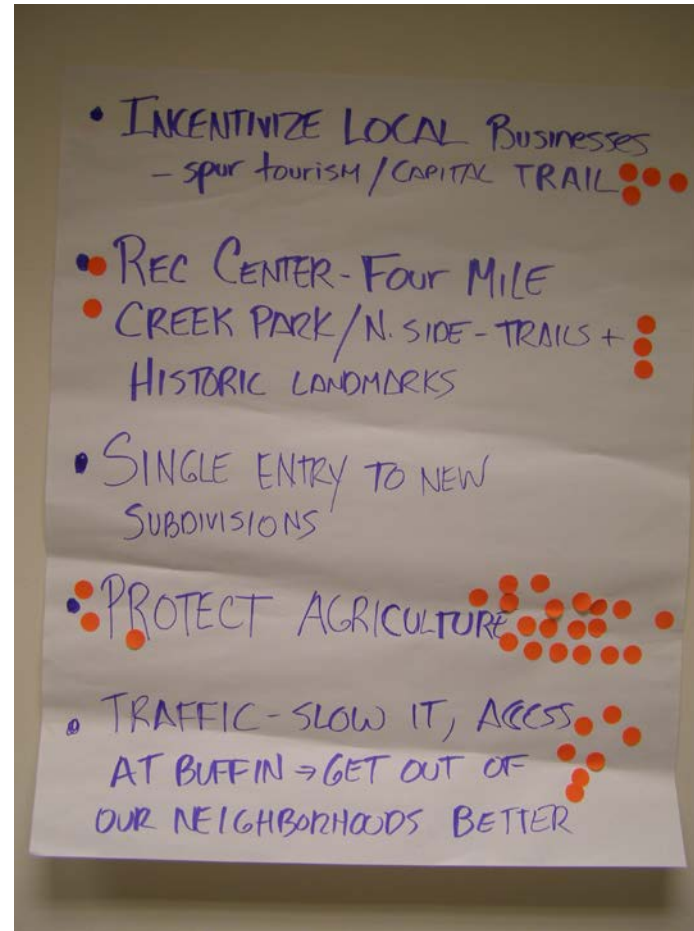 • INCENTIVIZE LOCAL Businesses
– spur tourism / CAPITAL TRAIL
• REC CENTER - Four MILE
CREEK PARK / N. SIDE - TRAILS +
HISTORIC LANDMARKS
• SINGLE ENTRY TO NEW
SUBDIVISIONS
• PROTECT AGRICULTURE
• TRAFFIC - SLOW IT, ACCESS
AT BUFFIN ⇒ GET OUT OF
OUR NEIGHBORHOODS BETTER